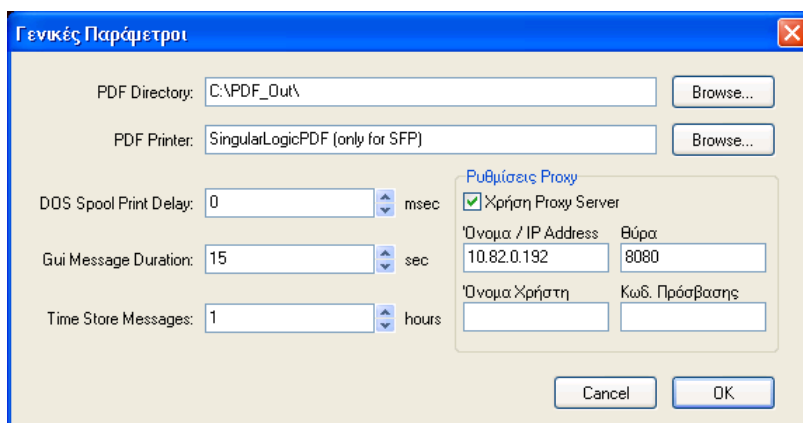 Γενικές Παράμετροι
PDF Directory: C:\PDF_Out\ Browse...
PDF Printer: SingularLogicPDF (only for SFP) Browse...
Ρυθμίσεις Proxy
DOS Spool Print Delay: 0 msec
Χρήση Proxy Server
Όνομα / IP Address Θύρα
Gui Message Duration: 15 sec
10.82.0.192 8080
Όνομα Χρήστη Κωδ. Πρόσβασης
Time Store Messages: 1 hours
Cancel OK